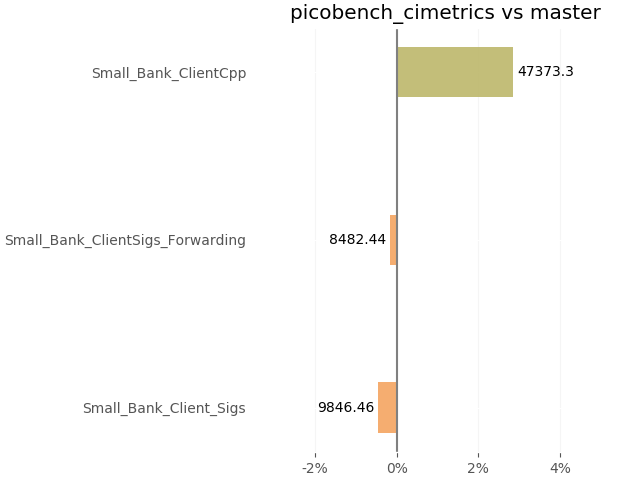 picobench_cimetrics vs master
Small_Bank_ClientCpp
47373.3
Small_Bank_ClientSigs_Forwarding
8482.44
Small_Bank_Client_Sigs
9846.46
-2%
0%
2%
4%